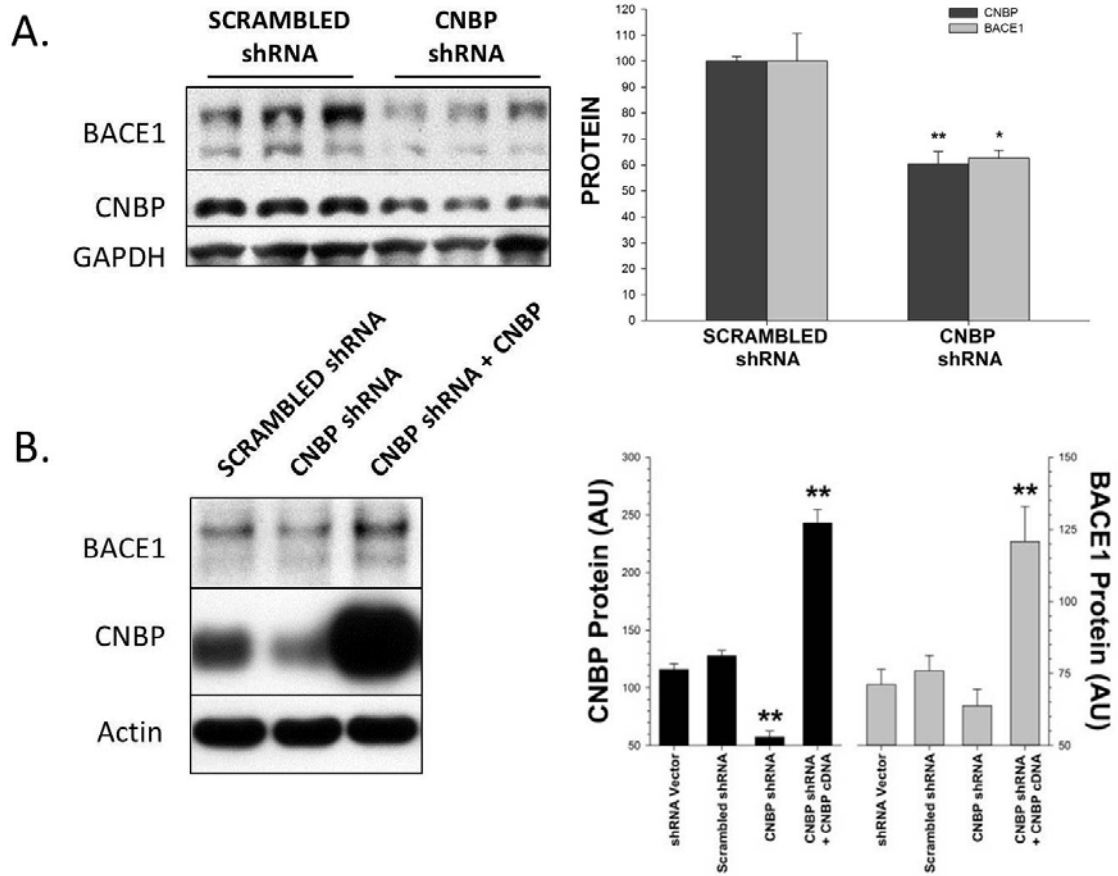 A.
SCRAMBLED
shRNA
CNBP
shRNA
BACE1
CNBP
GAPDH
120
110
100
90
80
70
60
50
40
30
20
10
0
PROTEIN
CNBP
BACE1
**
*
SCRAMBLED
shRNA
CNBP
shRNA
B.
SCRAMBLED shRNA
CNBP shRNA
CNBP shRNA + CNBP
BACE1
CNBP
Actin
CNBP Protein (AU)
300
250
200
150
100
50
**
**
**
150
125
100
75
50
BACE1 Protein (AU)
shRNA Vector
Scrambled shRNA
CNBP shRNA
CNBP shRNA
+ CNBP cDNA
shRNA Vector
Scrambled shRNA
CNBP shRNA
CNBP shRNA
+ CNBP cDNA